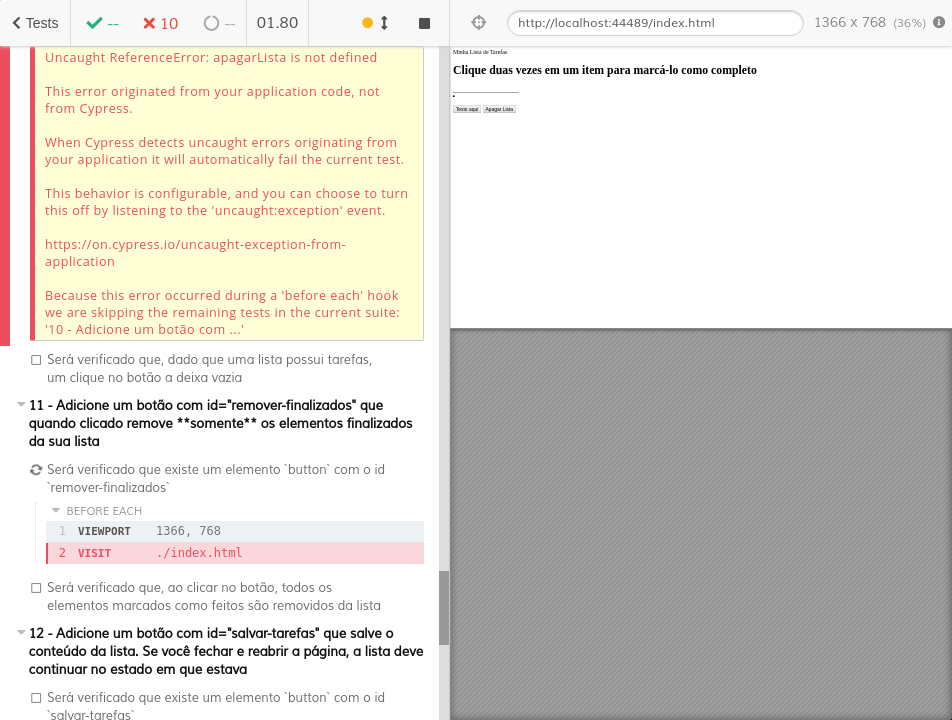 Tests
--
10
--
01.80
http://localhost:44489/index.html
1366 x 768 (36%)
Uncaught ReferenceError: apagarLista is not defined
This error originated from your application code, not
from Cypress.
When Cypress detects uncaught errors originating from
your application it will automatically fail the current test.
This behavior is configurable, and you can choose to turn
this off by listening to the 'uncaught:exception' event.
https://on.cypress.io/uncaught-exception-from-
application
Because this error occurred during a 'before each' hook
we are skipping the remaining tests in the current suite:
'10 - Adicione um botão com ...'
Será verificado que, dado que uma lista possui tarefas,
um clique no botão a deixa vazia
11 - Adicione um botão com id="remover-finalizados" que
quando clicado remove **somente** os elementos finalizados
da sua lista
Será verificado que existe um elemento `button` com o id
`remover-finalizados`
BEFORE EACH
1 VIEWPORT 1366, 768
2 VISIT ./index.html
Será verificado que, ao clicar no botão, todos os
elementos marcados como feitos são removidos da lista
12 - Adicione um botão com id="salvar-tarefas" que salve o
conteúdo da lista. Se você fechar e reabrir a página, a lista deve
continuar no estado em que estava
Será verificado que existe um elemento `button` com o id
`salvar-tarefas`
Minha Lista de Tarefas
Clique duas vezes em um item para marcá-lo como completo
Texto aqui Apagar Lista